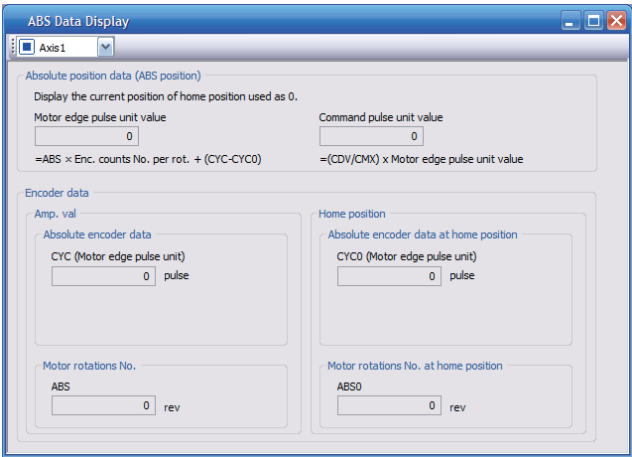 ABS Data Display
Axis1
Absolute position data (ABS position)
Display the current position of home position used as 0.
Motor edge pulse unit value
Command pulse unit value
0
0
=ABS × Enc. counts No. per rot. + (CYC-CYC0)
=(CDV/CMX) x Motor edge pulse unit value
Encoder data
Amp. val
Absolute encoder data
CYC (Motor edge pulse unit)
0 pulse
Motor rotations No.
ABS
0 rev
Home position
Absolute encoder data at home position
CYC0 (Motor edge pulse unit)
0 pulse
Motor rotations No. at home position
ABS0
0 rev